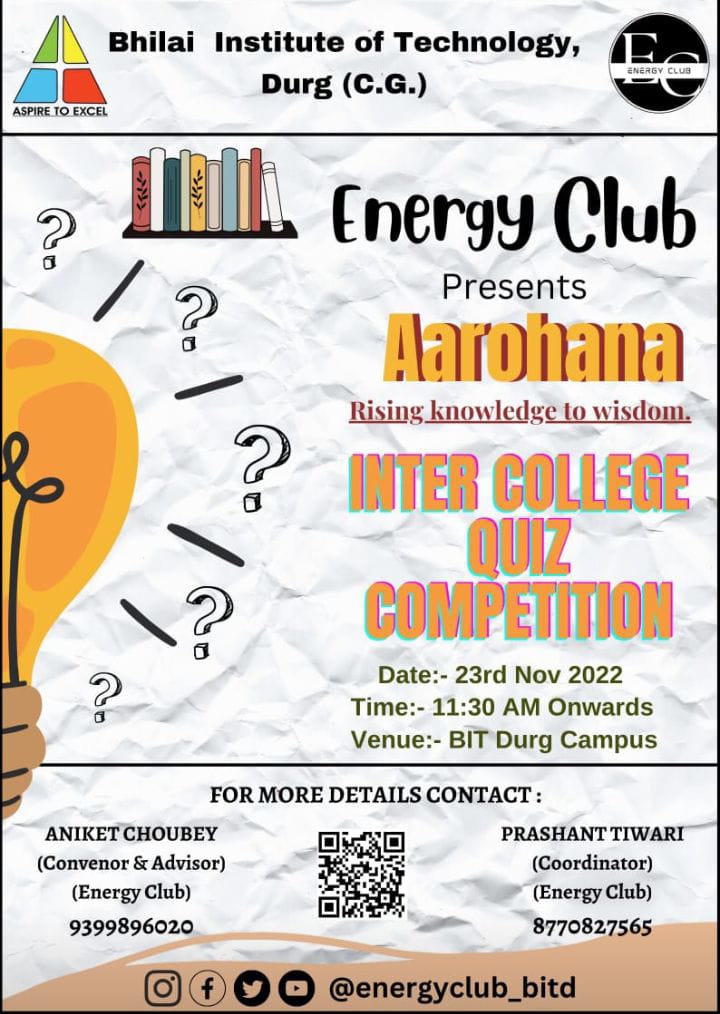 Bhilai Institute of Technology,
Durg (C.G.)
ASPIRE TO EXCEL
EC
ENERGY CLUB
Energy Club
Presents
Aarohana
Rising knowledge to wisdom.
INTER COLLEGE
QUIZ
COMPETITION
Date:- 23rd Nov 2022
Time:- 11:30 AM Onwards
Venue:- BIT Durg Campus
FOR MORE DETAILS CONTACT :
ANIKET CHOUBEY
(Convenor & Advisor)
(Energy Club)
9399896020
PRASHANT TIWARI
(Coordinator)
(Energy Club)
8770827565
@energyclub_bitd